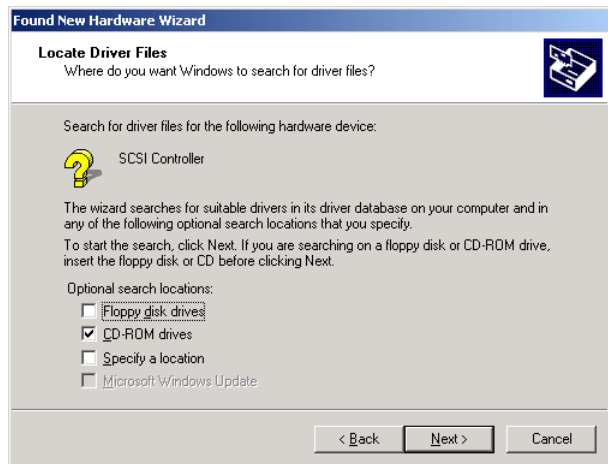 Found New Hardware Wizard
Locate Driver Files
Where do you want Windows to search for driver files?
Search for driver files for the following hardware device:
SCSI Controller
The wizard searches for suitable drivers in its driver database on your computer and in
any of the following optional search locations that you specify.
To start the search, click Next. If you are searching on a floppy disk or CD-ROM drive,
insert the floppy disk or CD before clicking Next.
Optional search locations:
Floppy disk drives
CD-ROM drives
Specify a location
Microsoft Windows Update
< Back Next > Cancel